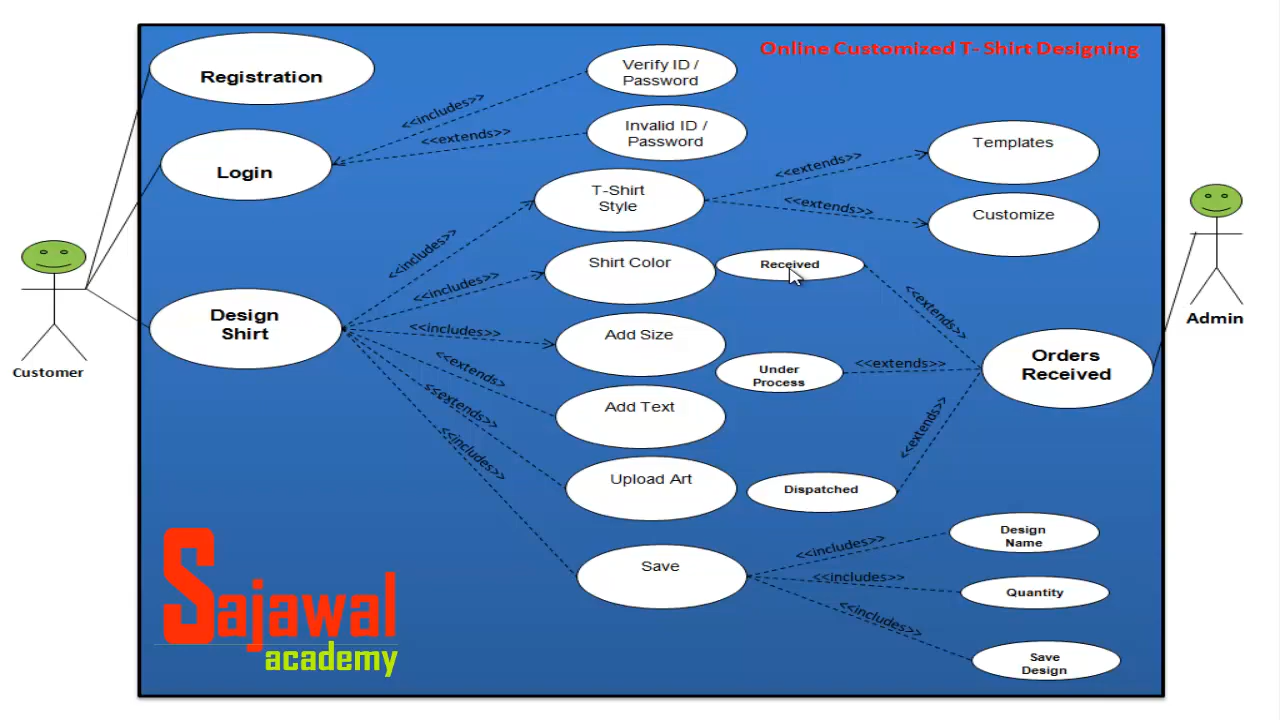 Online Customized T- Shirt Designing
Registration
Verify ID /
Password
<<includes>>
Invalid ID /
Password
<<extends>>
Login
Templates
<<extends>>
T-Shirt
Style
<<extends>>
Customize
<<includes>>
Shirt Color
Received
<<includes>>
<<extends>>
Design
Shirt
<<includes>>
Add Size
Admin
Customer
<<extends>
Under
Process
<<extends>>
Orders
Received
<<extends>>
Add Text
<<extends>>
<<includes>>
Upload Art
Dispatched
Save
Design
Name
<<includes>>
<<includes>>
Quantity
<<includes>>
Save
Design
Sajawal
academy